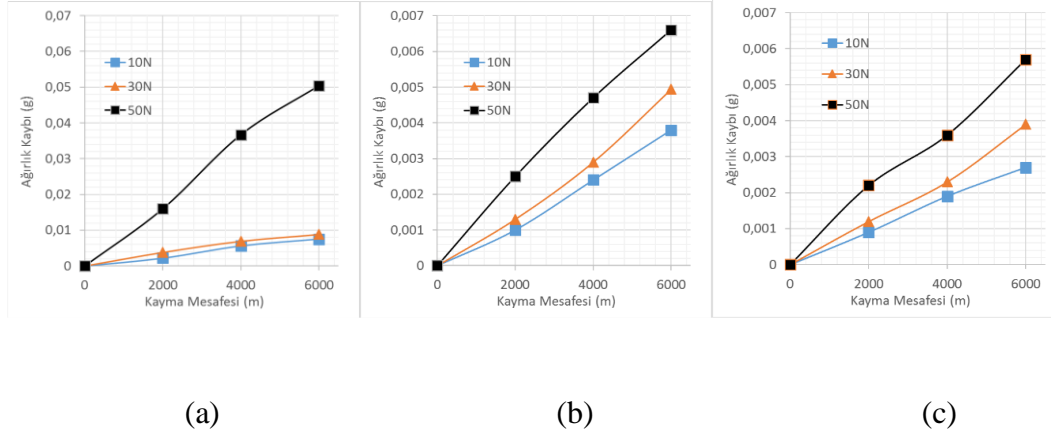 0,07
0,06
0,05
0,04
0,03
0,02
0,01
0
Ağırlık Kaybı (g)
10N
30N
50N
0 2000 4000 6000
Kayma Mesafesi (m)
0,007
0,006
0,005
0,004
0,003
0,002
0,001
0
Ağırlık Kaybı (g)
10N
30N
50N
0 2000 4000 6000
Kayma Mesafesi (m)
0,007
0,006
0,005
0,004
0,003
0,002
0,001
0
Ağırlık Kaybı (g)
10N
30N
50N
0 2000 4000 6000
Kayma Mesafesi (m)
(a) (b) (c)